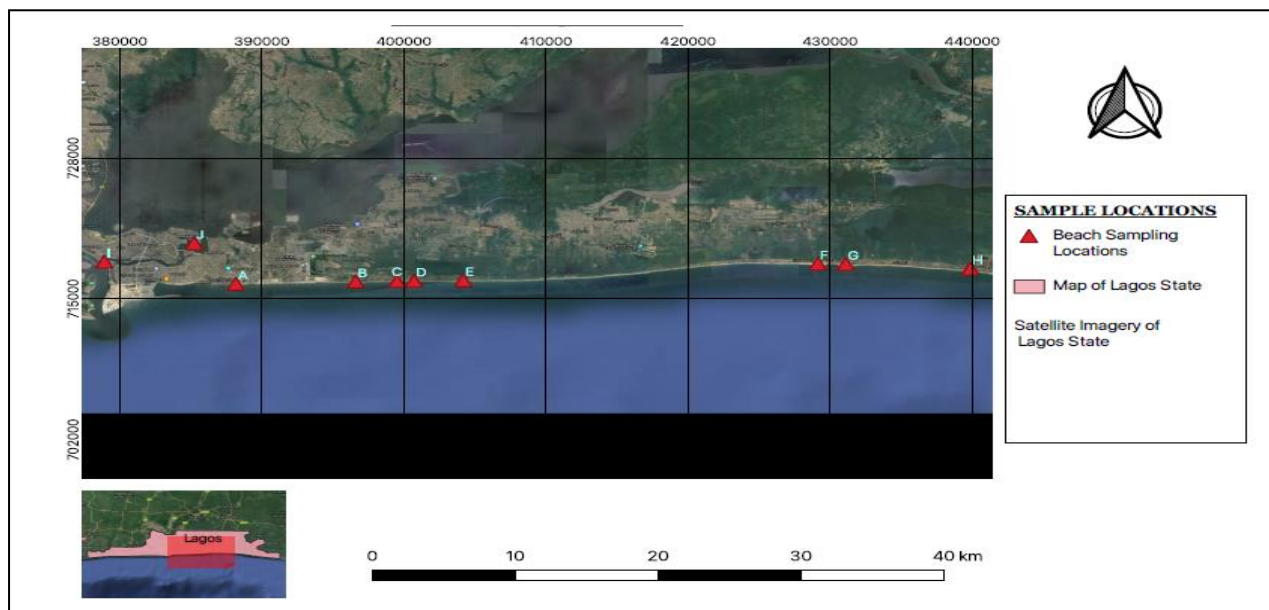 380000 390000 400000 410000 420000 430000 440000
728000
715000
702000
I
J
A
B
C
D
E
F
G
H
SAMPLE LOCATIONS
Beach Sampling
Locations
Map of Lagos State
Satellite Imagery of
Lagos State
Lagos
0 10 20 30 40 km